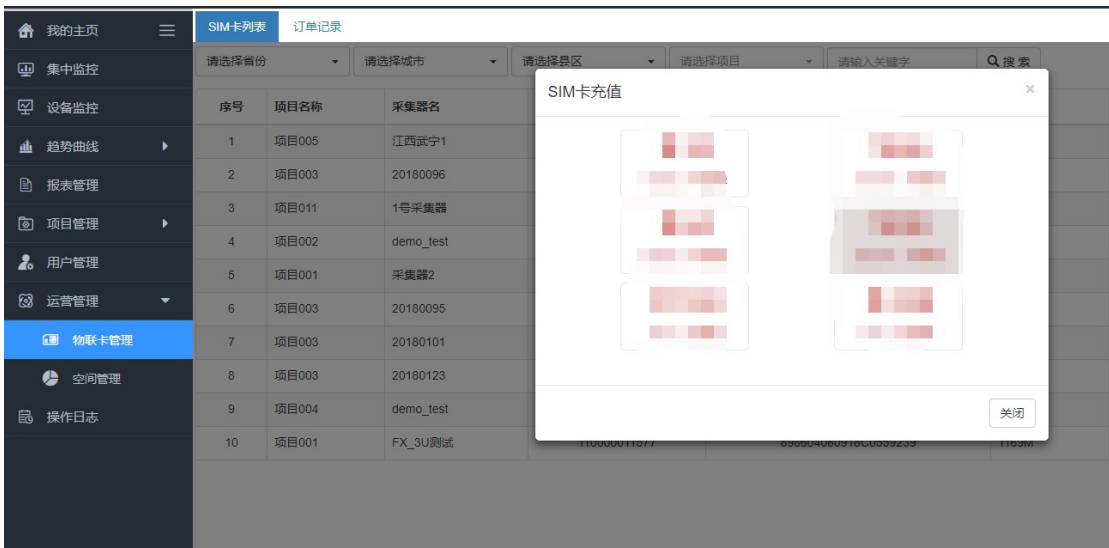 我的主页
集中监控
设备监控
趋势曲线
报表管理
项目管理
用户管理
运营管理
物联卡管理
空间管理
操作日志
SIM卡列表 订单记录
请选择省份 请选择城市 请选择县区 请选择项目 请输入关键字 搜 索
序号 项目名称 采集器名
1 项目005 江西武宁1
2 项目003 20180096
3 项目011 1号采集器
4 项目002 demo_test
5 项目001 采集器2
6 项目003 20180095
7 项目003 20180101
8 项目003 20180123
9 项目004 demo_test
10 项目001 FX_3U测试
SIM卡充值 ×
关闭